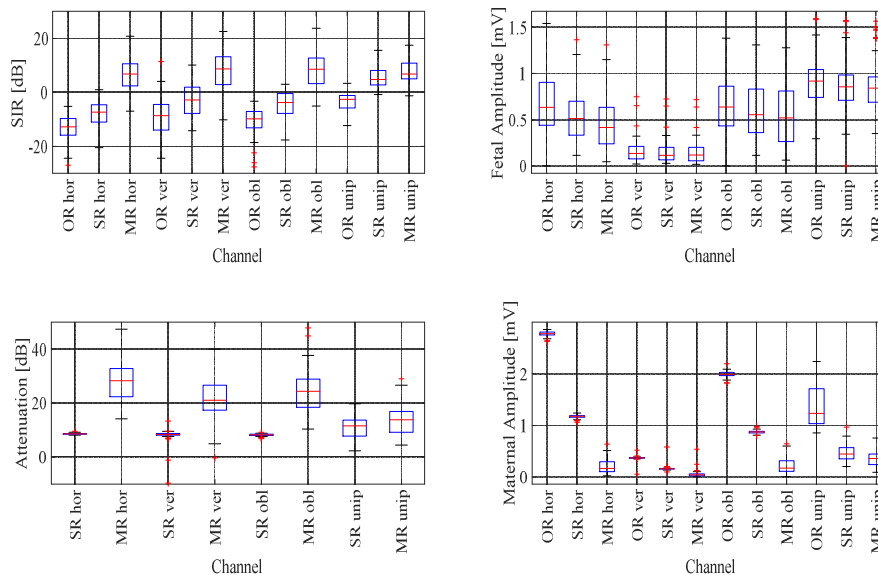 SIR [dB]
20
0
-20
OR hor
SR hor
MR hor
OR ver
SR ver
MR ver
OR obl
SR obl
MR obl
OR unip
SR unip
MR unip
Channel
Fetal Amplitude [mV]
1.5
1
0.5
0
OR hor
SR hor
MR hor
OR ver
SR ver
MR ver
OR obl
SR obl
MR obl
OR unip
SR unip
MR unip
Channel
Attenuation [dB]
40
20
0
SR hor
MR hor
SR ver
MR ver
SR obl
MR obl
SR unip
MR unip
Channel
Maternal Amplitude [mV]
2
1
0
OR hor
SR hor
MR hor
OR ver
SR ver
MR ver
OR obl
SR obl
MR obl
OR unip
SR unip
MR unip
Channel